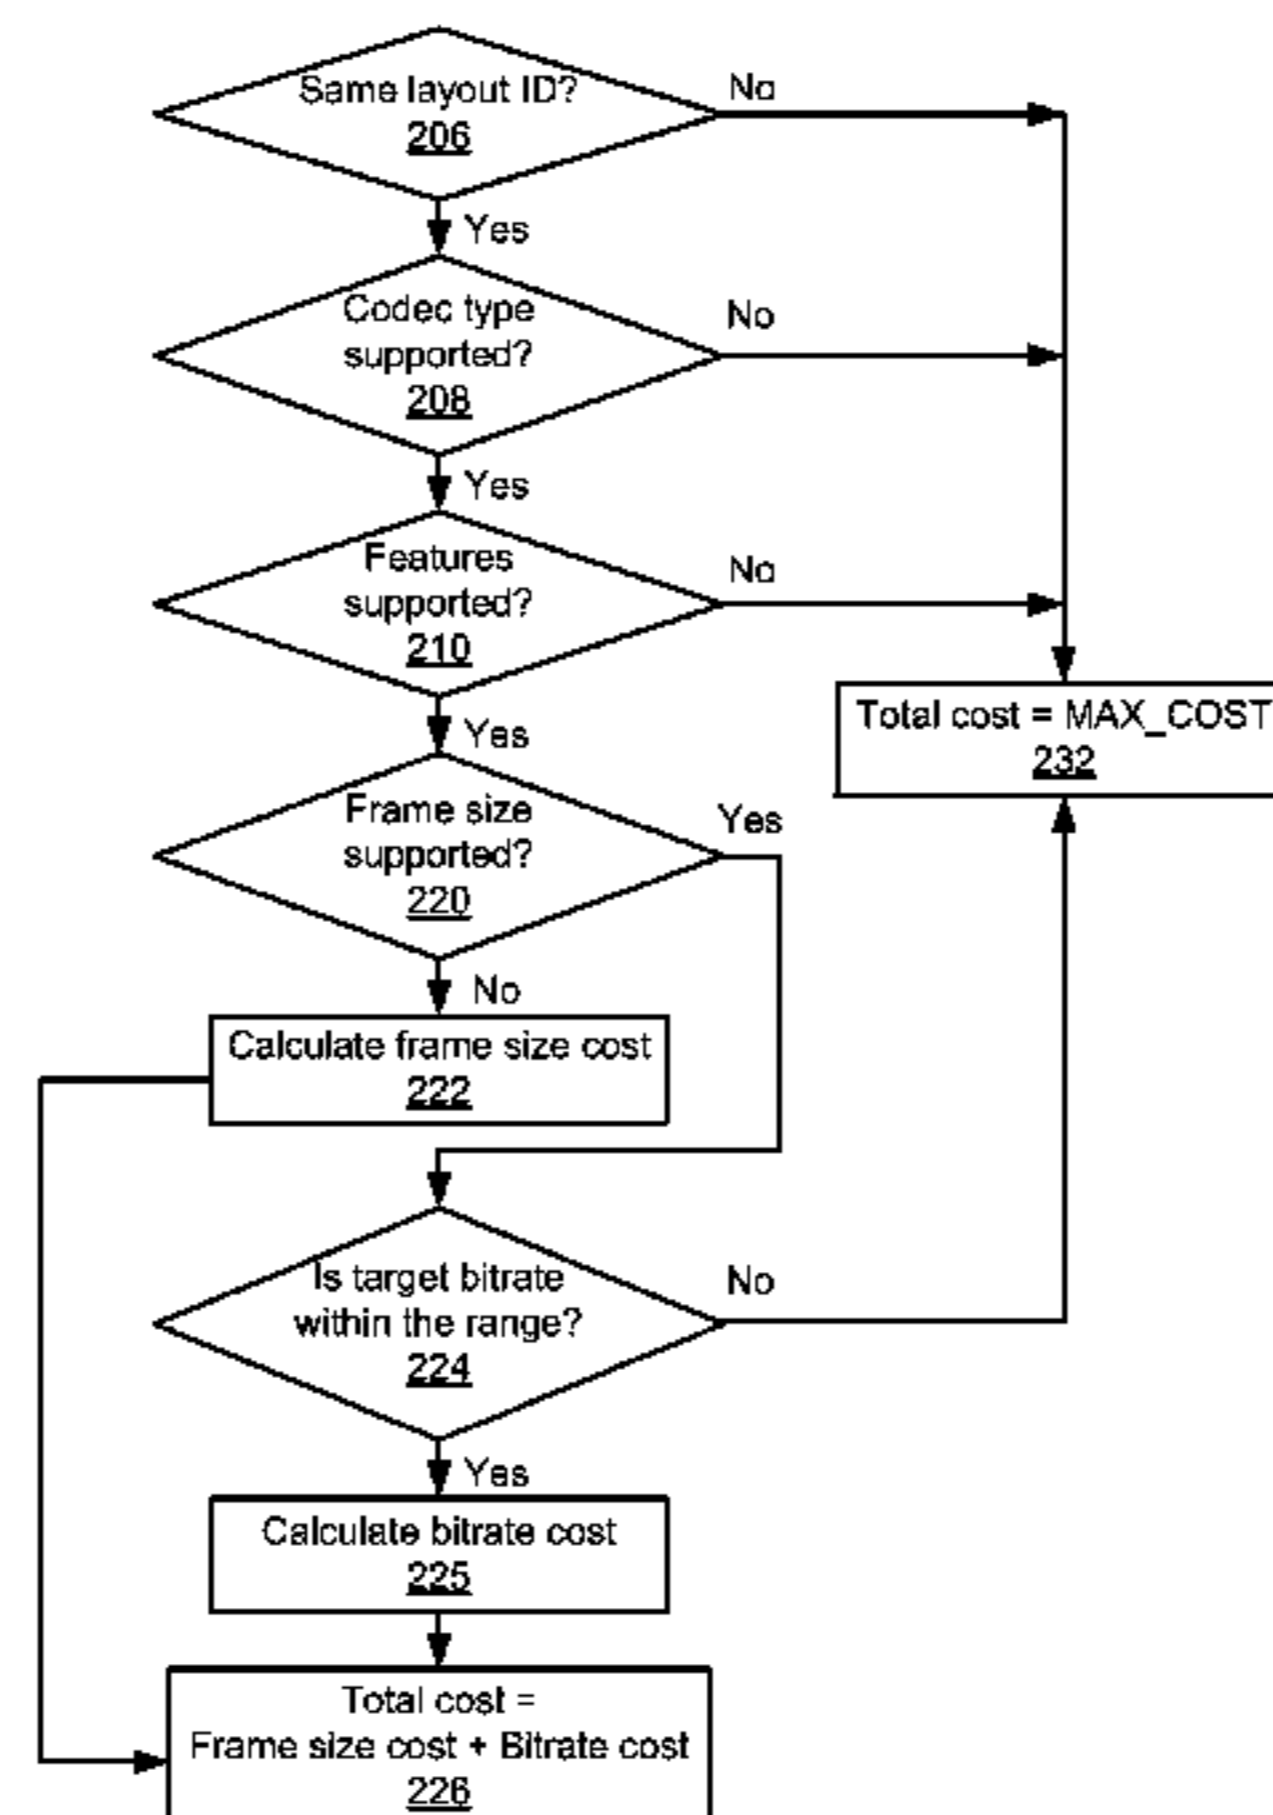 Same layout ID?
No
206
Yes
Codec type
No
supported?
208
Yes
Features
No
supported?
210
Total cost = MAX_COST
Yes
232
Frame size
Yes
supported?
220
No
Calculate frame size cost
222
Is target bitrate
No
within the range?
224
Yes
Calculate bitrate cost
225
Total cost =
Frame size cost + Bitrate cost
226